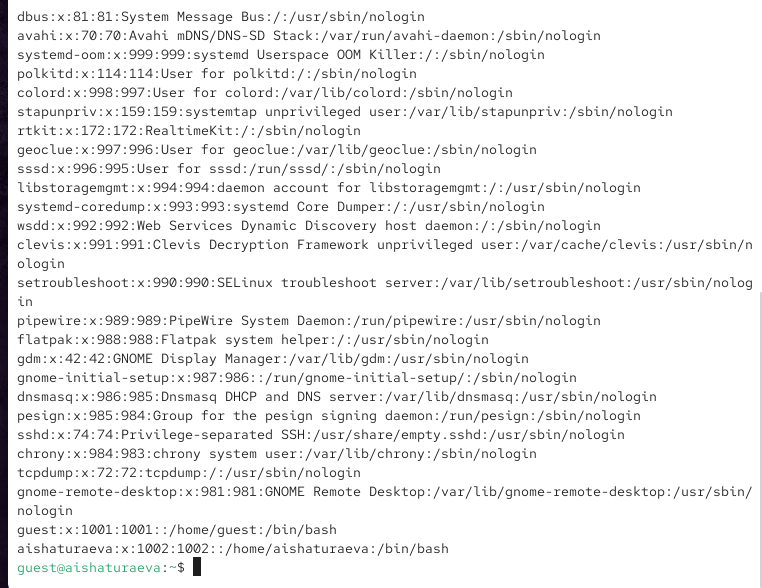 dbus:x:81:81:System Message Bus:/:/usr/sbin/nologin
avahi:x:70:70:Avahi mDNS/DNS-SD Stack:/var/run/avahi-daemon:/sbin/nologin
systemd-oom:x:999:999:systemd Userspace OOM Killer:/:/sbin/nologin
polkitd:x:114:114:User for polkitd:/:/sbin/nologin
colord:x:998:997:User for colord:/var/lib/colord:/sbin/nologin
stapunpriv:x:159:159:systemtap unprivileged user:/var/lib/stapunpriv:/sbin/nologin
rtkit:x:172:172:RealtimeKit:/:/sbin/nologin
geoclue:x:997:996:User for geoclue:/var/lib/geoclue:/sbin/nologin
sssd:x:996:995:User for sssd:/run/sssd/:/sbin/nologin
libstoragemgmt:x:994:994:daemon account for libstoragemgmt:/:/usr/sbin/nologin
systemd-coredump:x:993:993:systemd Core Dumper:/:/usr/sbin/nologin
wsdd:x:992:992:Web Services Dynamic Discovery host daemon:/:/sbin/nologin
clevis:x:991:991:Clevis Decryption Framework unprivileged user:/var/cache/clevis:/usr/sbin/n
ologin
setroubleshoot:x:990:990:SELinux troubleshoot server:/var/lib/setroubleshoot:/usr/sbin/nolog
in
pipewire:x:989:989:PipeWire System Daemon:/run/pipewire:/usr/sbin/nologin
flatpak:x:988:988:Flatpak system helper:/:/usr/sbin/nologin
gdm:x:42:42:GNOME Display Manager:/var/lib/gdm:/usr/sbin/nologin
gnome-initial-setup:x:987:986::/run/gnome-initial-setup/:/sbin/nologin
dnsmasq:x:986:985:Dnsmasq DHCP and DNS server:/var/lib/dnsmasq:/usr/sbin/nologin
pesign:x:985:984:Group for the pesign signing daemon:/run/pesign:/sbin/nologin
sshd:x:74:74:Privilege-separated SSH:/usr/share/empty.sshd:/usr/sbin/nologin
chrony:x:984:983:chrony system user:/var/lib/chrony:/sbin/nologin
tcpdump:x:72:72:tcpdump:/:/usr/sbin/nologin
gnome-remote-desktop:x:981:981:GNOME Remote Desktop:/var/lib/gnome-remote-desktop:/usr/sbin/
nologin
guest:x:1001:1001::/home/guest:/bin/bash
aishaturaeva:x:1002:1002::/home/aishaturaeva:/bin/bash
guest@aishaturaeva:~$